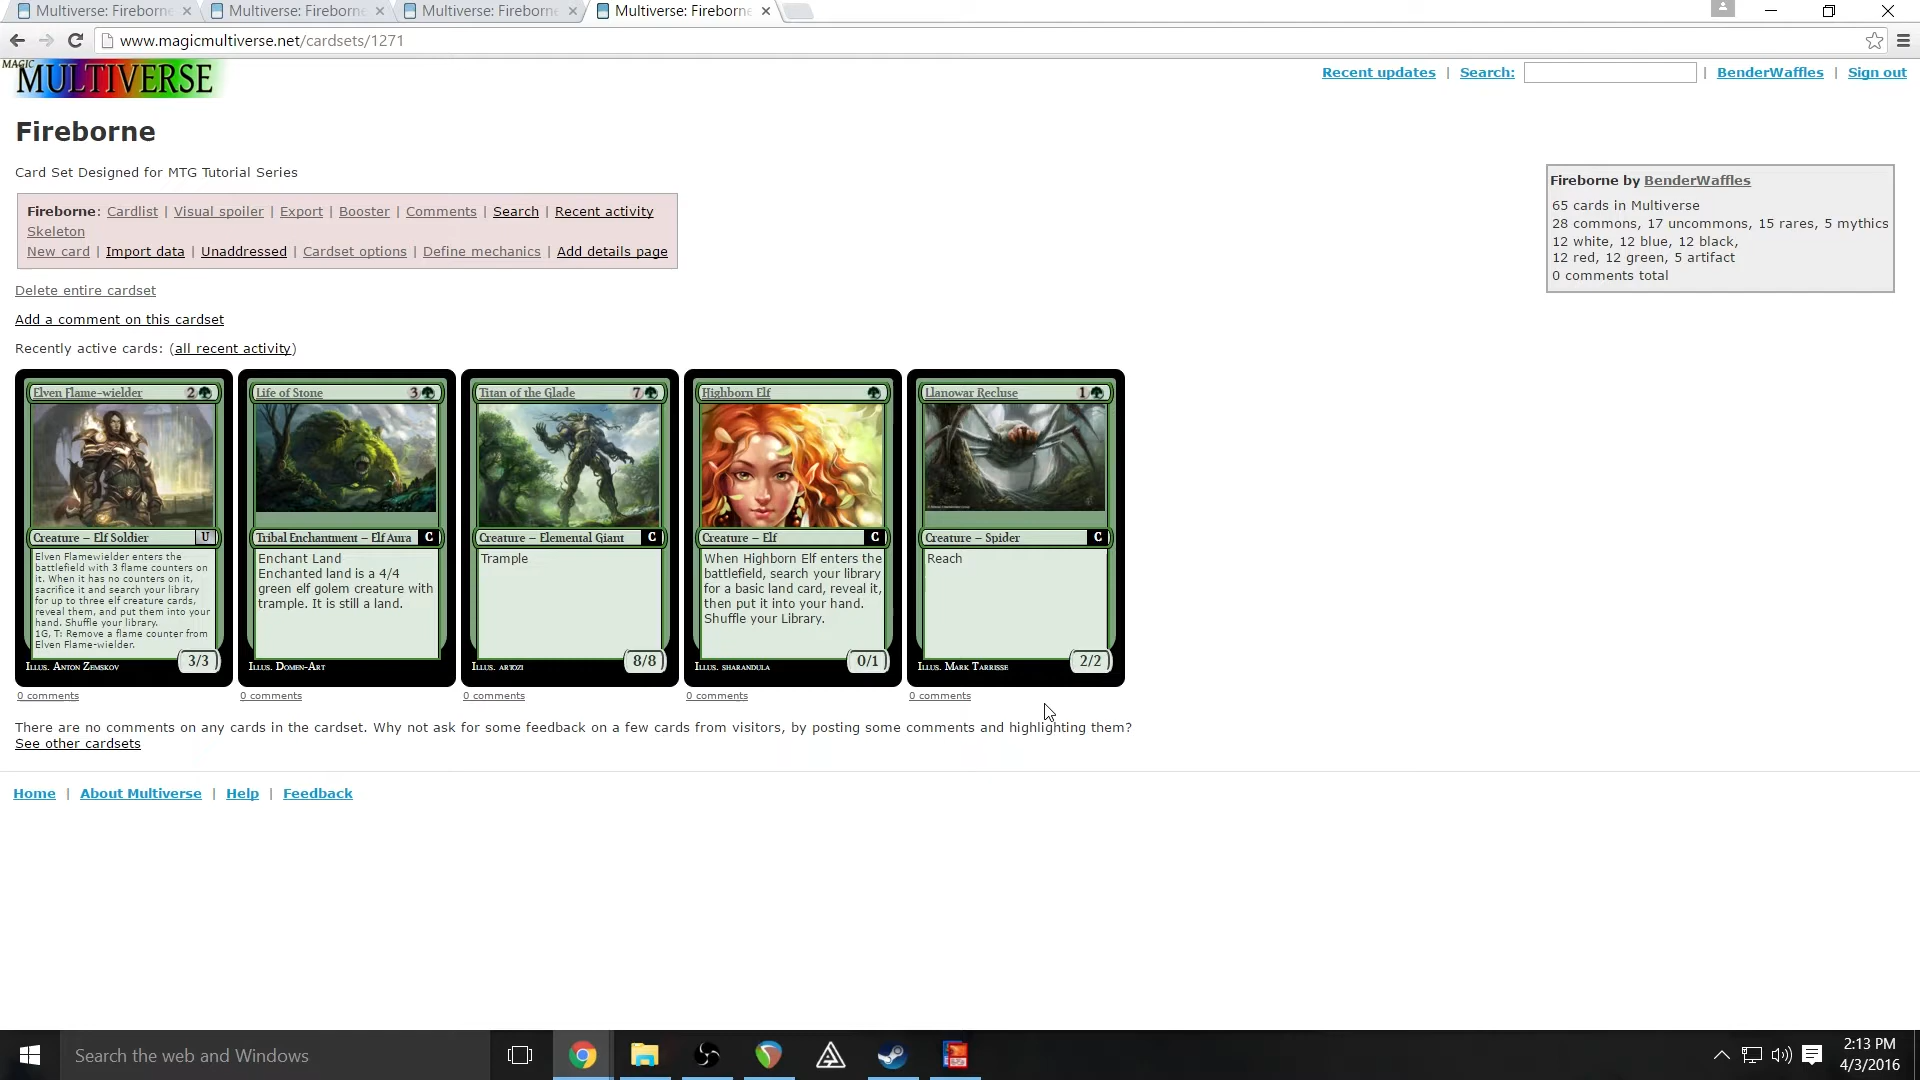 Multiverse: Fireborne
Multiverse: Fireborne
Multiverse: Fireborne
Multiverse: Fireborne
www.magicmultiverse.net/cardsets/1271
MAGIC
MULTIVERSE
Recent updates | Search: | BenderWaffles | Sign out
Fireborne
Card Set Designed for MTG Tutorial Series
Fireborne: Cardlist | Visual spoiler | Export | Booster | Comments | Search | Recent activity
Skeleton
New card | Import data | Unaddressed | Cardset options | Define mechanics | Add details page
Fireborne by BenderWaffles
65 cards in Multiverse
28 commons, 17 uncommons, 15 rares, 5 mythics
12 white, 12 blue, 12 black,
12 red, 12 green, 5 artifact
0 comments total
Delete entire cardset
Add a comment on this cardset
Recently active cards: (all recent activity)
Elven Flame-wielder 2
Creature – Elf Soldier U
Elven Flamewielder enters the
battlefield with 3 flame counters on
it. When it has no counters on it,
sacrifice it and search your library
for up to three elf creature cards,
reveal them, and put them into your
hand. Shuffle your library.
1G, T: Remove a flame counter from
Elven Flame-wielder.
Illus. Anton Zemskov 3/3
0 comments
Life of Stone 3
Tribal Enchantment – Elf Aura C
Enchant Land
Enchanted land is a 4/4
green elf golem creature with
trample. It is still a land.
Illus. Domen-Art
0 comments
Titan of the Glade 7
Creature – Elemental Giant C
Trample
Illus. artozi 8/8
0 comments
Highborn Elf
Creature – Elf C
When Highborn Elf enters the
battlefield, search your library
for a basic land card, reveal it,
then put it into your hand.
Shuffle your Library.
Illus. sharandula 0/1
0 comments
Llanowar Recluse 1
Creature – Spider C
Reach
Illus. Mark Tarrisse 2/2
0 comments
There are no comments on any cards in the cardset. Why not ask for some feedback on a few cards from visitors, by posting some comments and highlighting them?
See other cardsets
Home | About Multiverse | Help | Feedback
Search the web and Windows
2:13 PM
4/3/2016